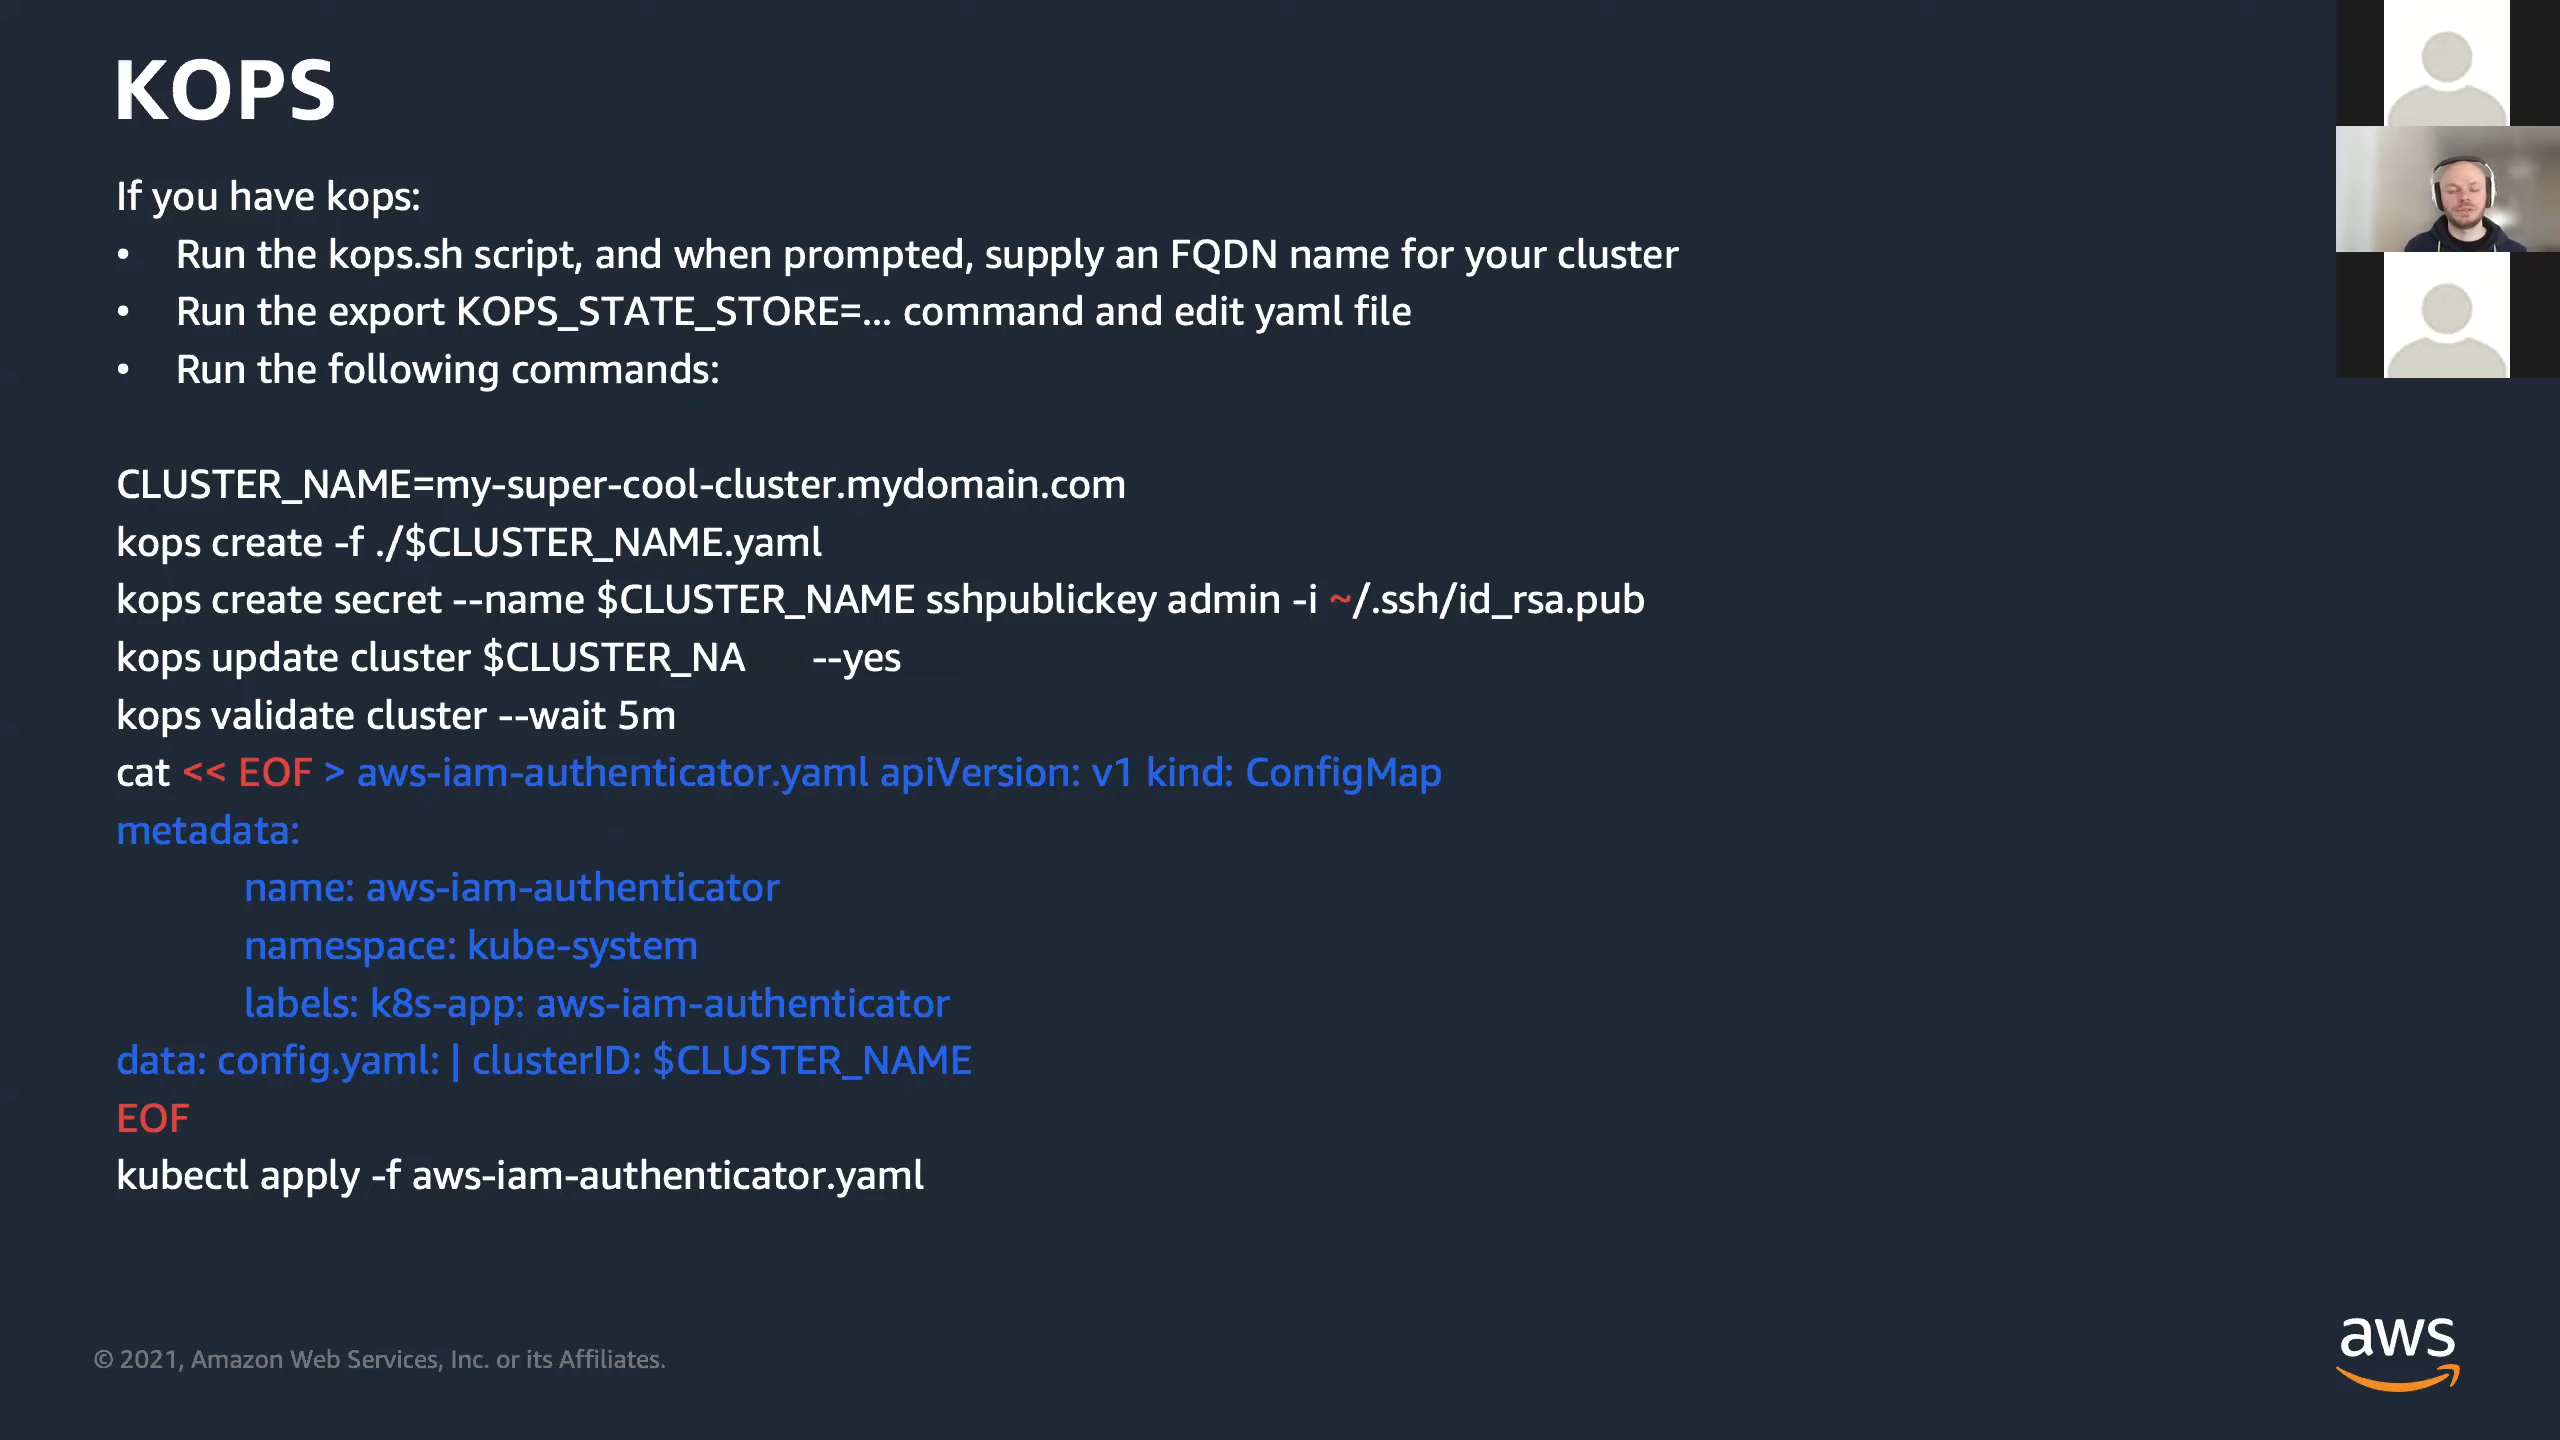 KOPS
If you have kops:
• Run the kops.sh script, and when prompted, supply an FQDN name for your cluster
• Run the export KOPS_STATE_STORE=... command and edit yaml file
• Run the following commands:
CLUSTER_NAME=my-super-cool-cluster.mydomain.com
kops create -f ./$CLUSTER_NAME.yaml
kops create secret --name $CLUSTER_NAME sshpublickey admin -i ~/.ssh/id_rsa.pub
kops update cluster $CLUSTER_NA --yes
kops validate cluster --wait 5m
cat << EOF > aws-iam-authenticator.yaml apiVersion: v1 kind: ConfigMap
metadata:
name: aws-iam-authenticator
namespace: kube-system
labels: k8s-app: aws-iam-authenticator
data: config.yaml: | clusterID: $CLUSTER_NAME
EOF
kubectl apply -f aws-iam-authenticator.yaml
© 2021, Amazon Web Services, Inc. or its Affiliates.
aws